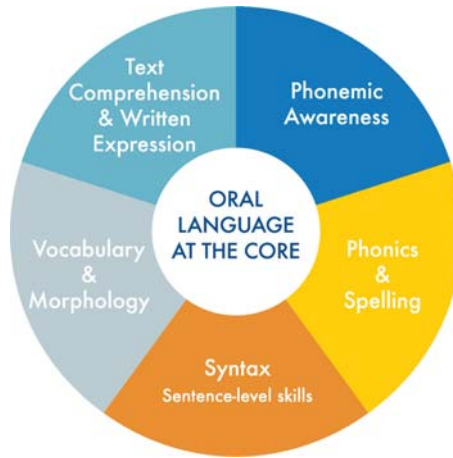 Text
Comprehension
& Written
Expression
Phonemic
Awareness
ORAL
LANGUAGE
AT THE CORE
Vocabulary
&
Morphology
Phonics
&
Spelling
Syntax
Sentence-level skills